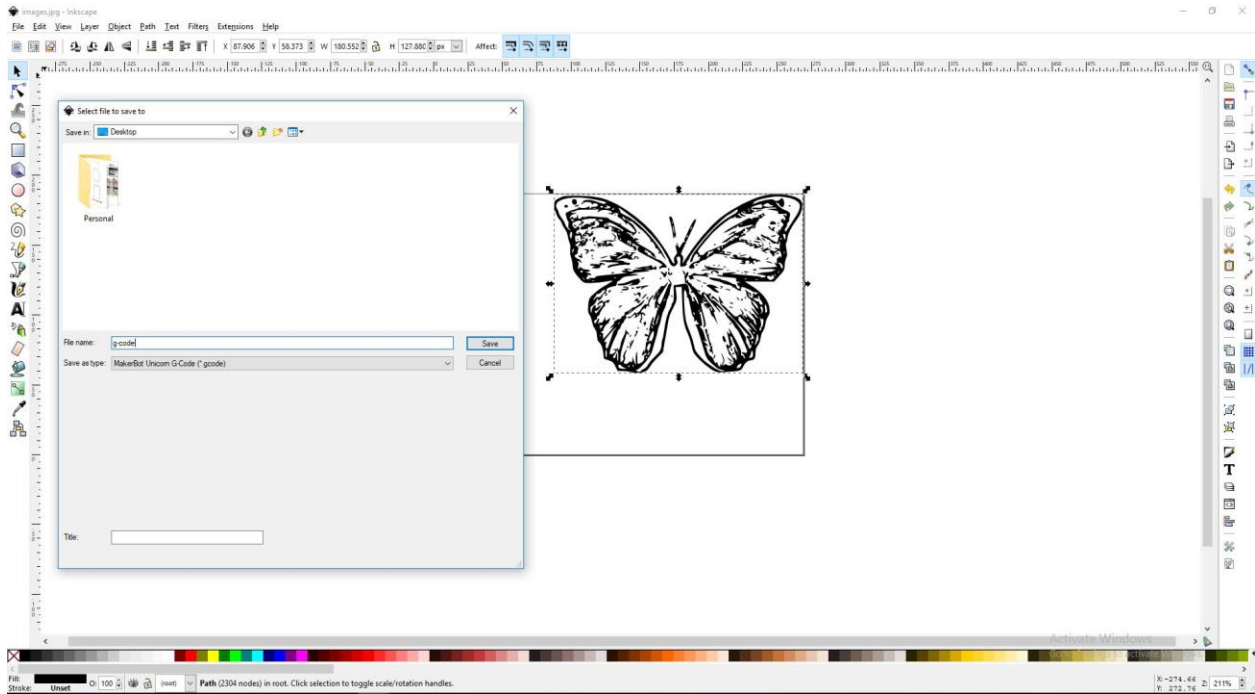 images.jpg - Inkscape
File Edit View Layer Object Path Text Filters Extensions Help
X 87.906 Y 58.373 W 180.552 H 127.880 px Affect:
Select file to save to
Save in: Desktop
Personal
File name: g-code Save
Save as type: MakerBot Unicorn G-Code (*.gcode) Cancel
Title:
Activate Windows
Fill: O: 100 (root) Path (2304 nodes) in root. Click selection to toggle scale/rotation handles. X: -274.66 Z: 211%
Stroke: Unset Y: 272.76